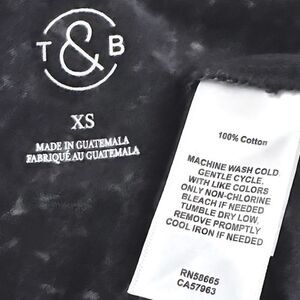 T & B
XS
MADE IN GUATEMALA
FABRIQUÉ AU GUATEMALA
100% Cotton
MACHINE WASH COLD
GENTLE CYCLE,
WITH LIKE COLORS
ONLY NON-CHLORINE
BLEACH IF NEEDED
TUMBLE DRY LOW,
REMOVE PROMPTLY
COOL IRON IF NEEDED
RN58665
CA57963